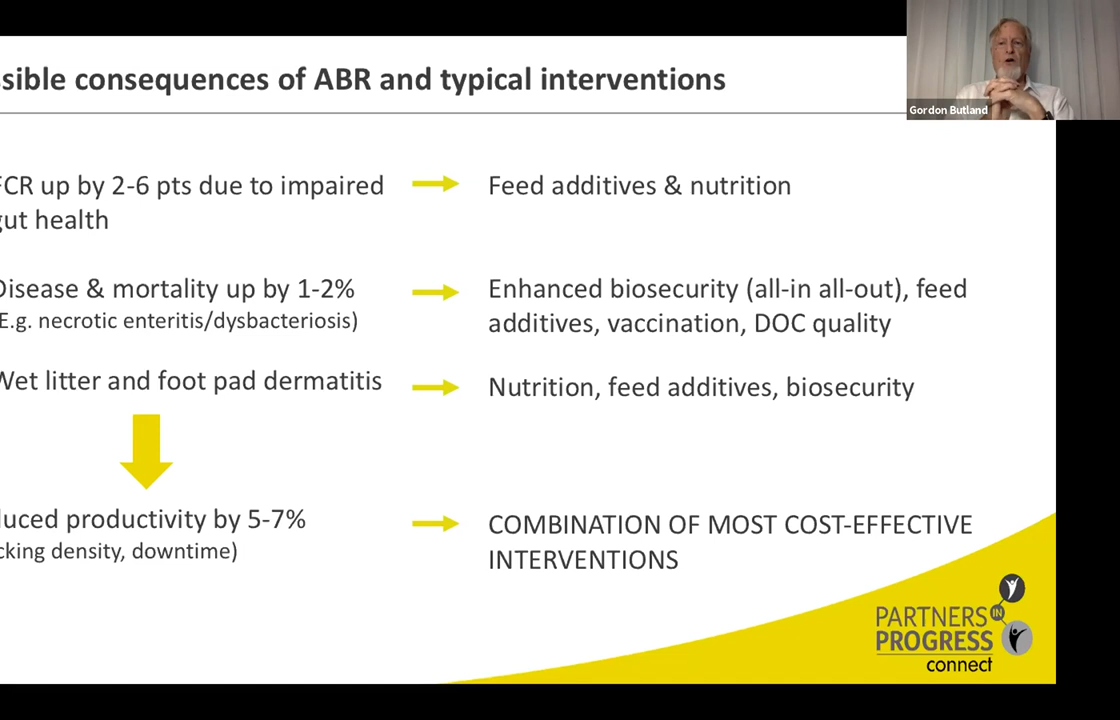 ssible consequences of ABR and typical interventions
Gordon Butland
FCR up by 2-6 pts due to impaired
gut health
Feed additives & nutrition
Disease & mortality up by 1-2%
E.g. necrotic enteritis/dysbacteriosis)
Enhanced biosecurity (all-in all-out), feed
additives, vaccination, DOC quality
Wet litter and foot pad dermatitis
Nutrition, feed additives, biosecurity
duced productivity by 5-7%
cking density, downtime)
COMBINATION OF MOST COST-EFFECTIVE
INTERVENTIONS
PARTNERS IN
PROGRESS
connect